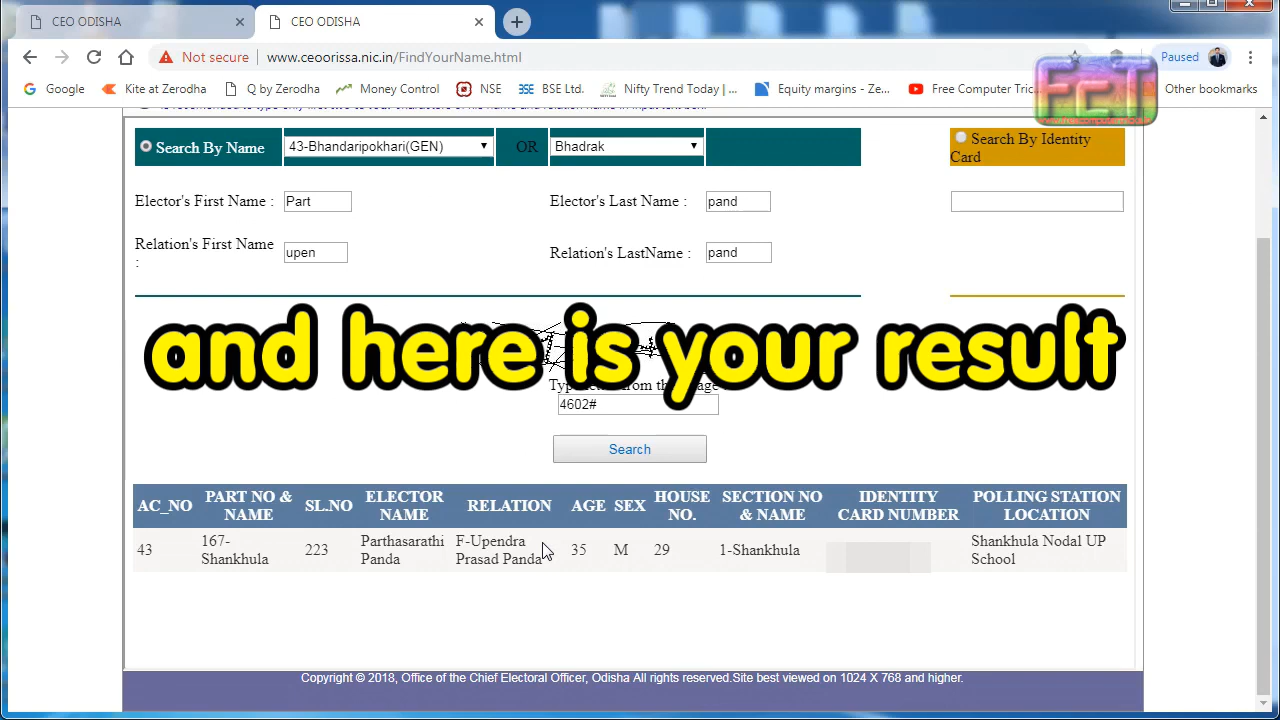 CEO ODISHA
CEO ODISHA
Not secure www.ceoorissa.nic.in/FindYourName.html Paused
Google Kite at Zerodha Q by Zerodha Money Control NSE BSE Ltd. Nifty Trend Today |... Equity margins - Ze... Free Computer Tric... Other bookmarks
FCT
Search By Name 43-Bhandaripokhari(GEN) OR Bhadrak Search By Identity Card
Elector's First Name : Part Elector's Last Name : pand
Relation's First Name : upen Relation's LastName : pand
and here is your result
4602#
Search
AC_NO PART NO & NAME SL.NO ELECTOR NAME RELATION AGE SEX HOUSE NO. SECTION NO & NAME IDENTITY CARD NUMBER POLLING STATION LOCATION
43 167-Shankhula 223 Parthasarathi Panda F-Upendra Prasad Panda 35 M 29 1-Shankhula Shankhula Nodal UP School
Copyright © 2018, Office of the Chief Electoral Officer, Odisha All rights reserved.Site best viewed on 1024 X 768 and higher.